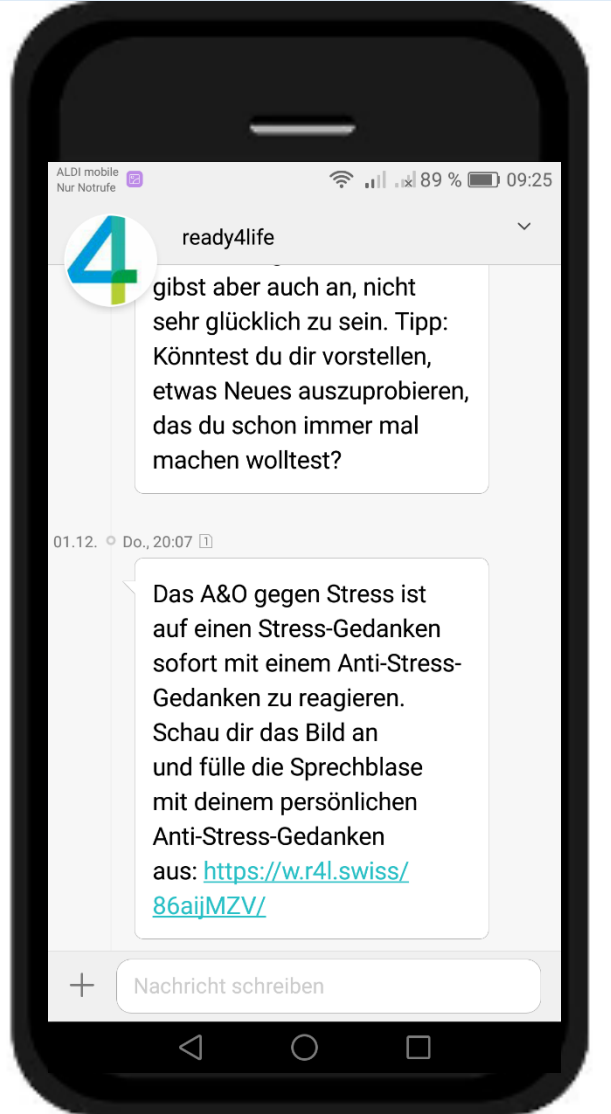 ALDI mobile
Nur Notrufe
89 % 09:25
4
ready4life
gibst aber auch an, nicht
sehr glücklich zu sein. Tipp:
Könntest du dir vorstellen,
etwas Neues auszuprobieren,
das du schon immer mal
machen wolltest?
01.12. Do., 20:07 1
Das A&O gegen Stress ist
auf einen Stress-Gedanken
sofort mit einem Anti-Stress-
Gedanken zu reagieren.
Schau dir das Bild an
und fülle die Sprechblase
mit deinem persönlichen
Anti-Stress-Gedanken
aus: https://w.r4l.swiss/
86aijMZV/
Nachricht schreiben